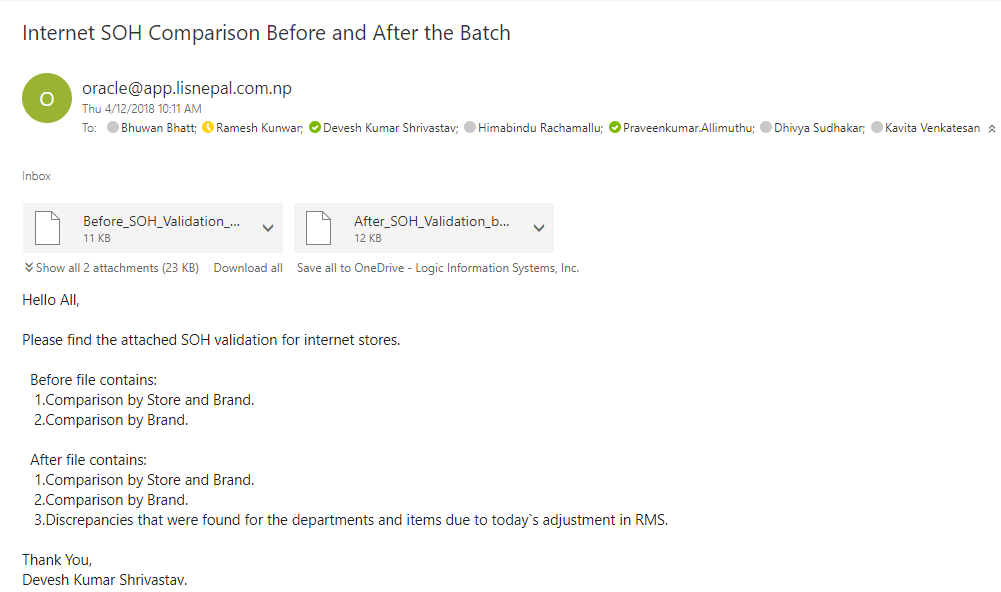 Internet SOH Comparison Before and After the Batch
O
oracle@app.lisnepal.com.np
Thu 4/12/2018 10:11 AM
To: Bhuwan Bhatt; Ramesh Kunwar; Devesh Kumar Shrivastav; Himabindu Rachamallu; Praveenkumar.Allimuthu; Dhivya Sudhakar; Kavita Venkatesan
Inbox
Before_SOH_Validation_... After_SOH_Validation_b...
11 KB 12 KB
Show all 2 attachments (23 KB) Download all Save all to OneDrive - Logic Information Systems, Inc.
Hello All,
Please find the attached SOH validation for internet stores.
Before file contains:
1.Comparison by Store and Brand.
2.Comparison by Brand.
After file contains:
1.Comparison by Store and Brand.
2.Comparison by Brand.
3.Discrepancies that were found for the departments and items due to today`s adjustment in RMS.
Thank You,
Devesh Kumar Shrivastav.